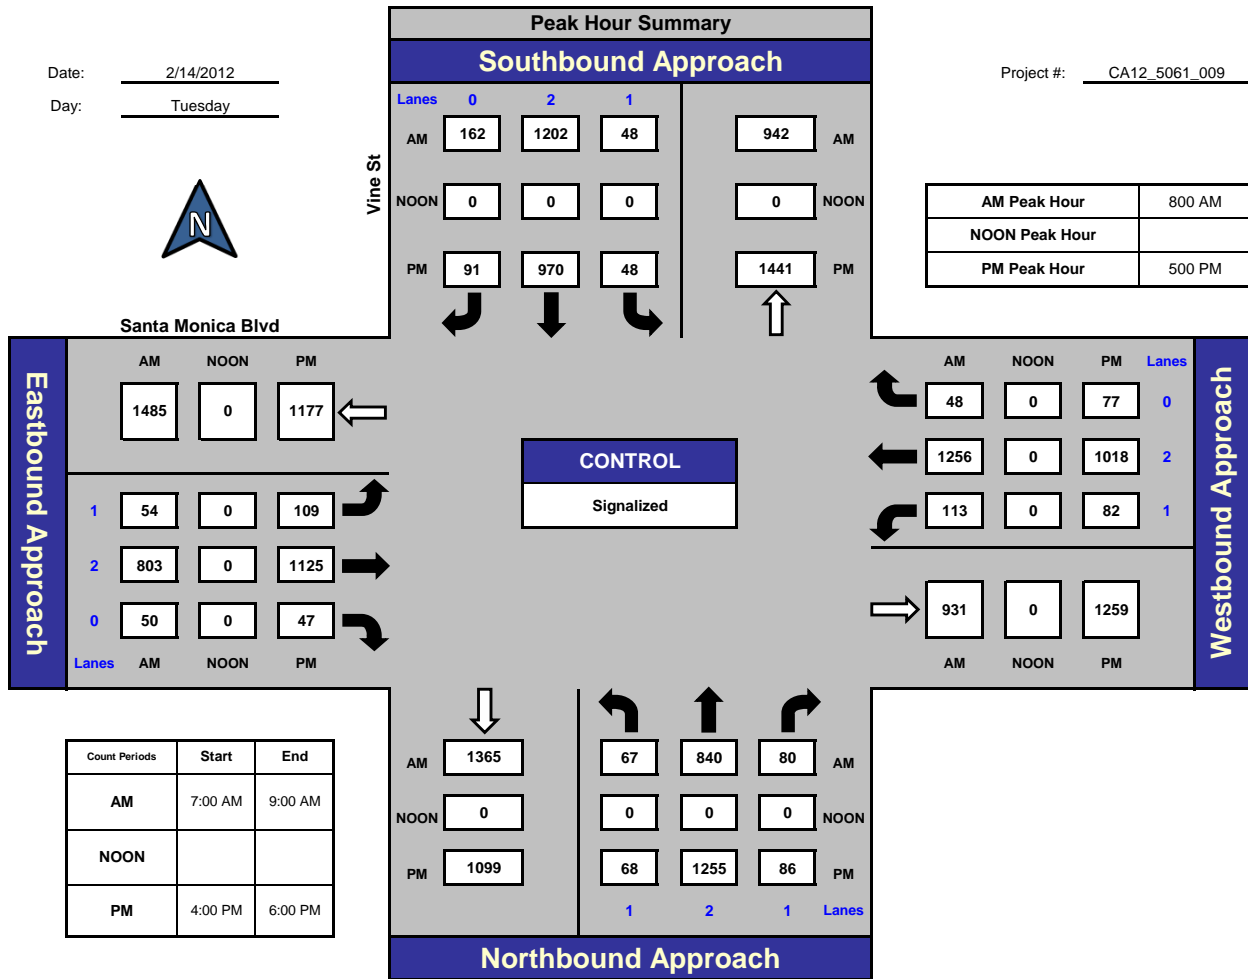 Peak Hour Summary
Southbound Approach
Date: 2/14/2012
Day: Tuesday
Project #: CA12_5061_009
Lanes 0 2 1
AM 162 1202 48 942 AM
NOON 0 0 0 0 NOON
PM 91 970 48 1441 PM
Vine St
N
AM Peak Hour 800 AM
NOON Peak Hour
PM Peak Hour 500 PM
Santa Monica Blvd
Eastbound Approach
AM NOON PM
1485 0 1177
1 54 0 109
2 803 0 1125
0 50 0 47
Lanes AM NOON PM
CONTROL
Signalized
AM NOON PM Lanes
48 0 77 0
1256 0 1018 2
113 0 82 1
931 0 1259
AM NOON PM
Westbound Approach
Count Periods Start End
AM 7:00 AM 9:00 AM
NOON
PM 4:00 PM 6:00 PM
AM 1365 67 840 80 AM
NOON 0 0 0 0 NOON
PM 1099 68 1255 86 PM
1 2 1 Lanes
Northbound Approach